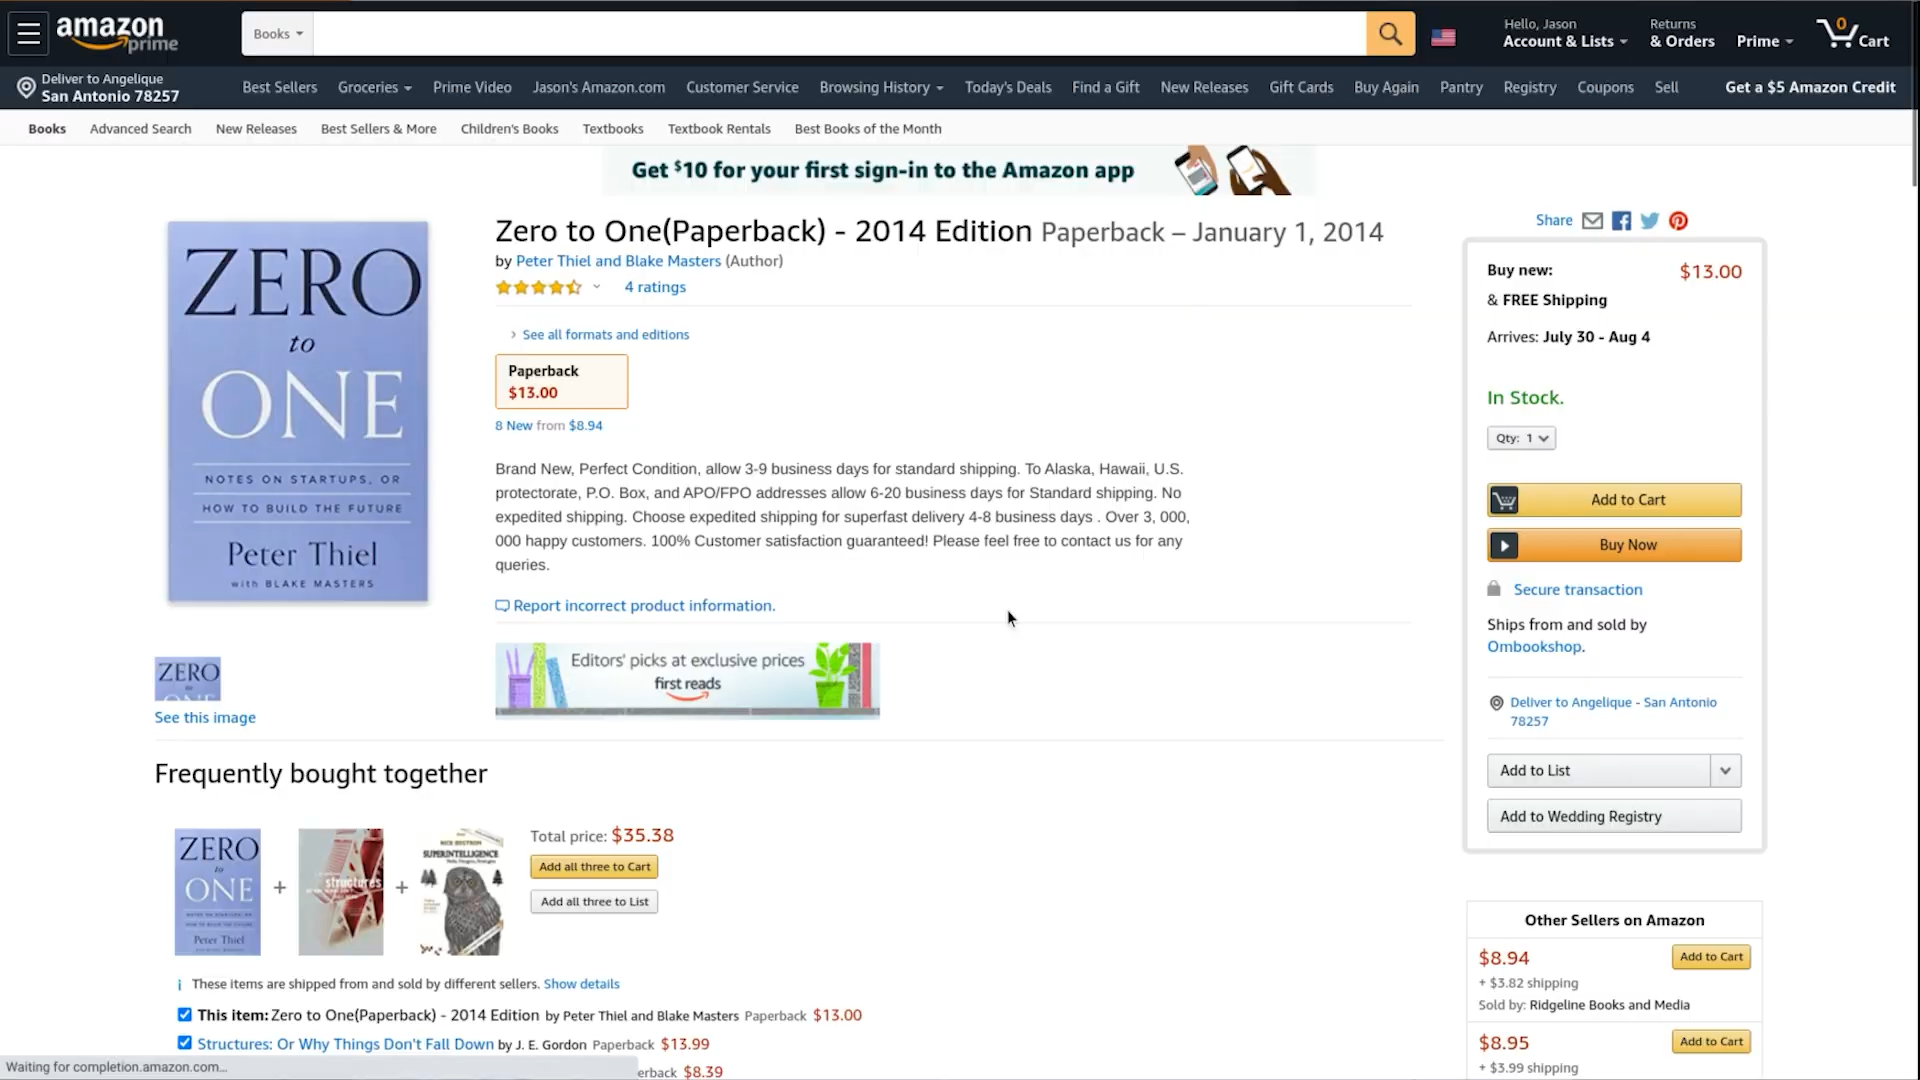 amazon prime
Books
Hello, Jason
Account & Lists
Returns
& Orders
Prime
0
Cart
Deliver to Angelique
San Antonio 78257
Best Sellers
Groceries
Prime Video
Jason's Amazon.com
Customer Service
Browsing History
Today's Deals
Find a Gift
New Releases
Gift Cards
Buy Again
Pantry
Registry
Coupons
Sell
Get a $5 Amazon Credit
Books
Advanced Search
New Releases
Best Sellers & More
Children's Books
Textbooks
Textbook Rentals
Best Books of the Month
Get $10 for your first sign-in to the Amazon app
ZERO
to
ONE
NOTES ON STARTUPS, OR
HOW TO BUILD THE FUTURE
Peter Thiel
with BLAKE MASTERS
ZERO
to
ONE
See this image
Zero to One(Paperback) - 2014 Edition Paperback – January 1, 2014
by Peter Thiel and Blake Masters (Author)
4 ratings
See all formats and editions
Paperback
$13.00
8 New from $8.94
Brand New, Perfect Condition, allow 3-9 business days for standard shipping. To Alaska, Hawaii, U.S.
protectorate, P.O. Box, and APO/FPO addresses allow 6-20 business days for Standard shipping. No
expedited shipping. Choose expedited shipping for superfast delivery 4-8 business days . Over 3, 000,
000 happy customers. 100% Customer satisfaction guaranteed! Please feel free to contact us for any
queries.
Report incorrect product information.
Editors' picks at exclusive prices
first reads
Share
Buy new:
$13.00
& FREE Shipping
Arrives: July 30 - Aug 4
In Stock.
Qty: 1
Add to Cart
Buy Now
Secure transaction
Ships from and sold by
Ombookshop.
Deliver to Angelique - San Antonio
78257
Add to List
Add to Wedding Registry
Frequently bought together
ZERO
to
ONE
Peter Thiel
+
structures
+
NICK BOSTROM
SUPERINTELLIGENCE
Total price: $35.38
Add all three to Cart
Add all three to List
These items are shipped from and sold by different sellers. Show details
This item: Zero to One(Paperback) - 2014 Edition by Peter Thiel and Blake Masters Paperback $13.00
Structures: Or Why Things Don't Fall Down by J. E. Gordon Paperback $13.99
erback $8.39
Waiting for completion.amazon.com...
Other Sellers on Amazon
$8.94
Add to Cart
+ $3.82 shipping
Sold by: Ridgeline Books and Media
$8.95
Add to Cart
+ $3.99 shipping